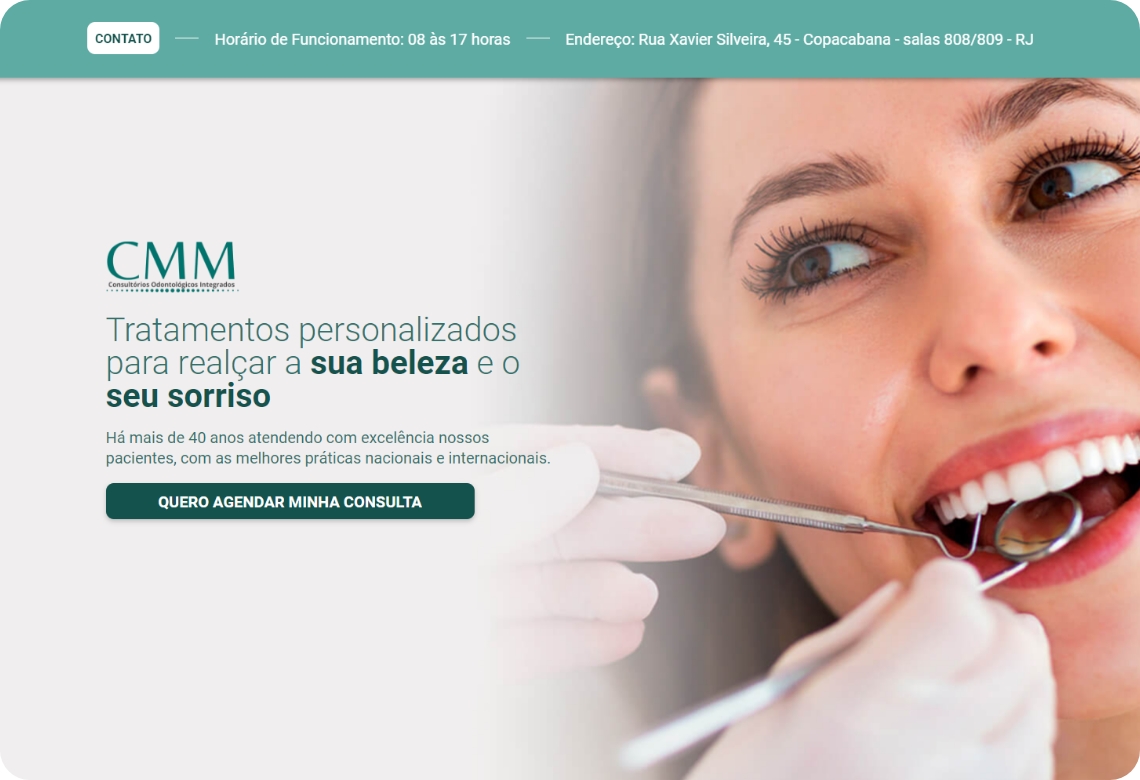 CONTATO
Horário de Funcionamento: 08 às 17 horas
Endereço: Rua Xavier Silveira, 45 - Copacabana - salas 808/809 - RJ
CMM
Consultórios Odontológicos Integrados
Tratamentos personalizados
para realçar a sua beleza e o
seu sorriso
Há mais de 40 anos atendendo com excelência nossos
pacientes, com as melhores práticas nacionais e internacionais.
QUERO AGENDAR MINHA CONSULTA